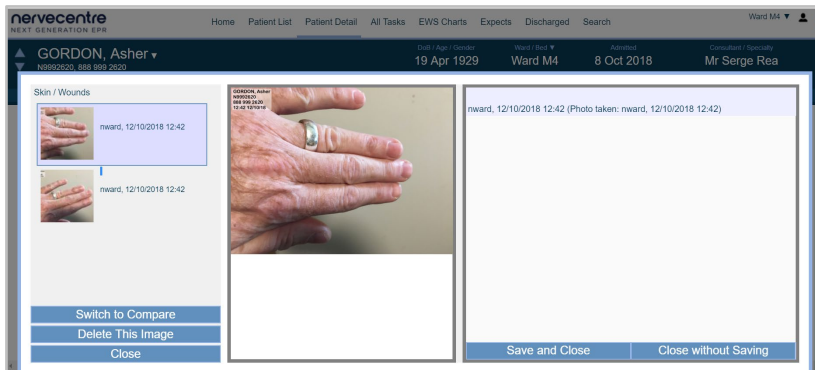 nervecentre
NEXT GENERATION EPR
Home Patient List Patient Detail All Tasks EWS Charts Expects Discharged Search
Ward M4 ▼
GORDON, Asher ▾
N9992620, 888 999 2620
DoB / Age / Gender
19 Apr 1929
Ward / Bed ▼
Ward M4
Admitted
8 Oct 2018
Consultant / Specialty
Mr Serge Rea
Skin / Wounds
nward, 12/10/2018 12:42
nward, 12/10/2018 12:42
Switch to Compare
Delete This Image
Close
GORDON, Asher
N9992620
888 999 2620
12:42 12/10/18
nward, 12/10/2018 12:42 (Photo taken: nward, 12/10/2018 12:42)
Save and Close
Close without Saving